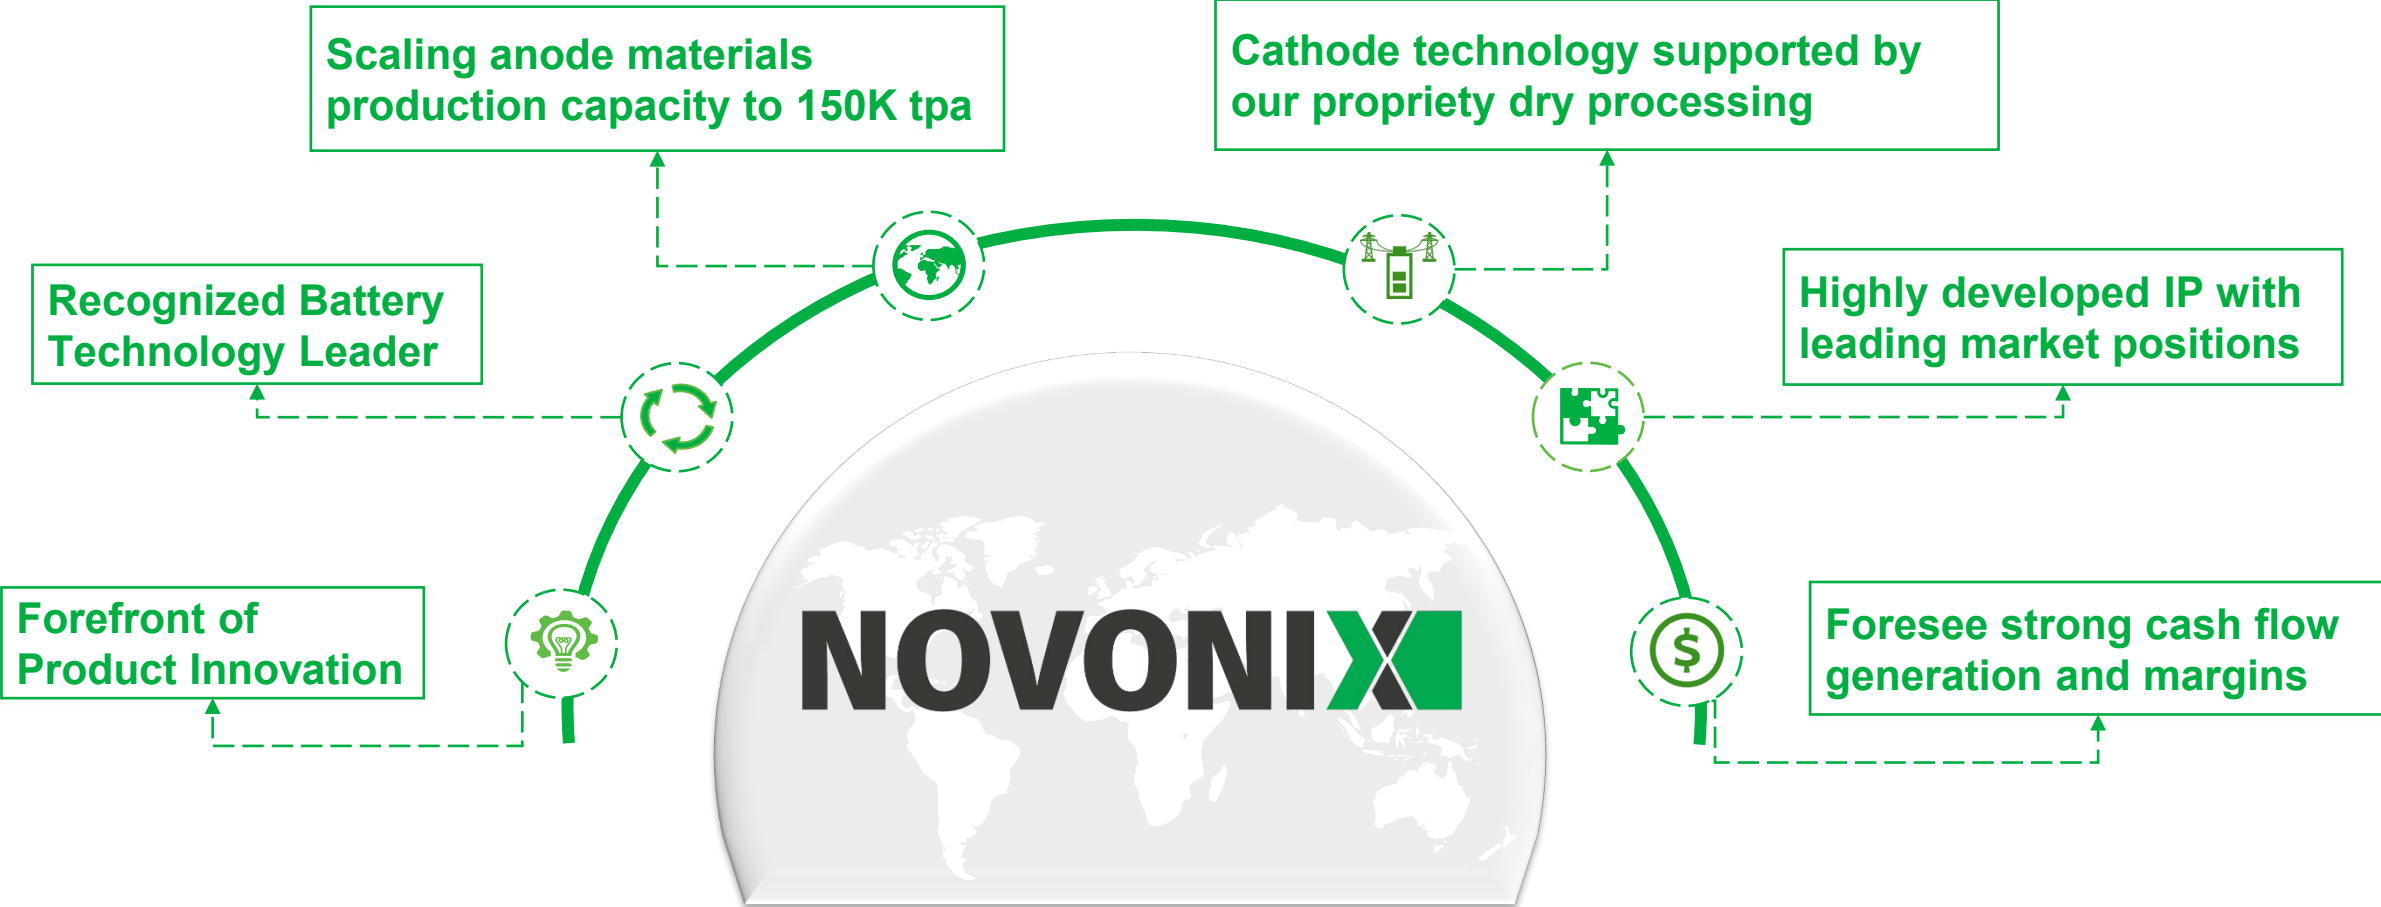 Scaling anode materials
production capacity to 150K tpa
Cathode technology supported by
our propriety dry processing
Recognized Battery
Technology Leader
Highly developed IP with
leading market positions
Forefront of
Product Innovation
NOVONIX
$
Foresee strong cash flow
generation and margins